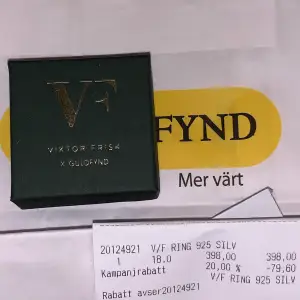 VF
VIKTOR FRISK
X GULDFYND
FYND
Mer värt
20124921 V/F RING 925 SILV
1 18.0 398,00 398,00
Kampanjrabatt 20,00 % -79,60
V/F RING 925 SILV
Rabatt avser20124921